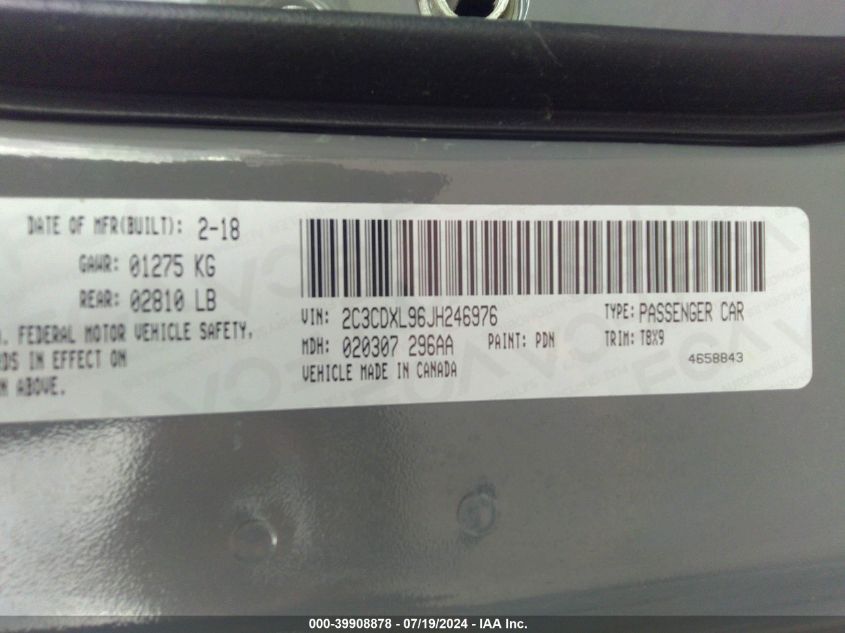 DATE OF MFR(BUILT): 2-18
GAWR: 01275 KG
REAR: 02810 LB
FEDERAL MOTOR VEHICLE SAFETY,
IN EFFECT ON
ABOVE.
VIN: 2C3CDXL96JH246976
TYPE: PASSENGER CAR
MDH: 020307 296AA
PAINT: PDN
TRIM: TBX9
VEHICLE MADE IN CANADA
4658843
000-39908878 - 07/19/2024 - IAA Inc.